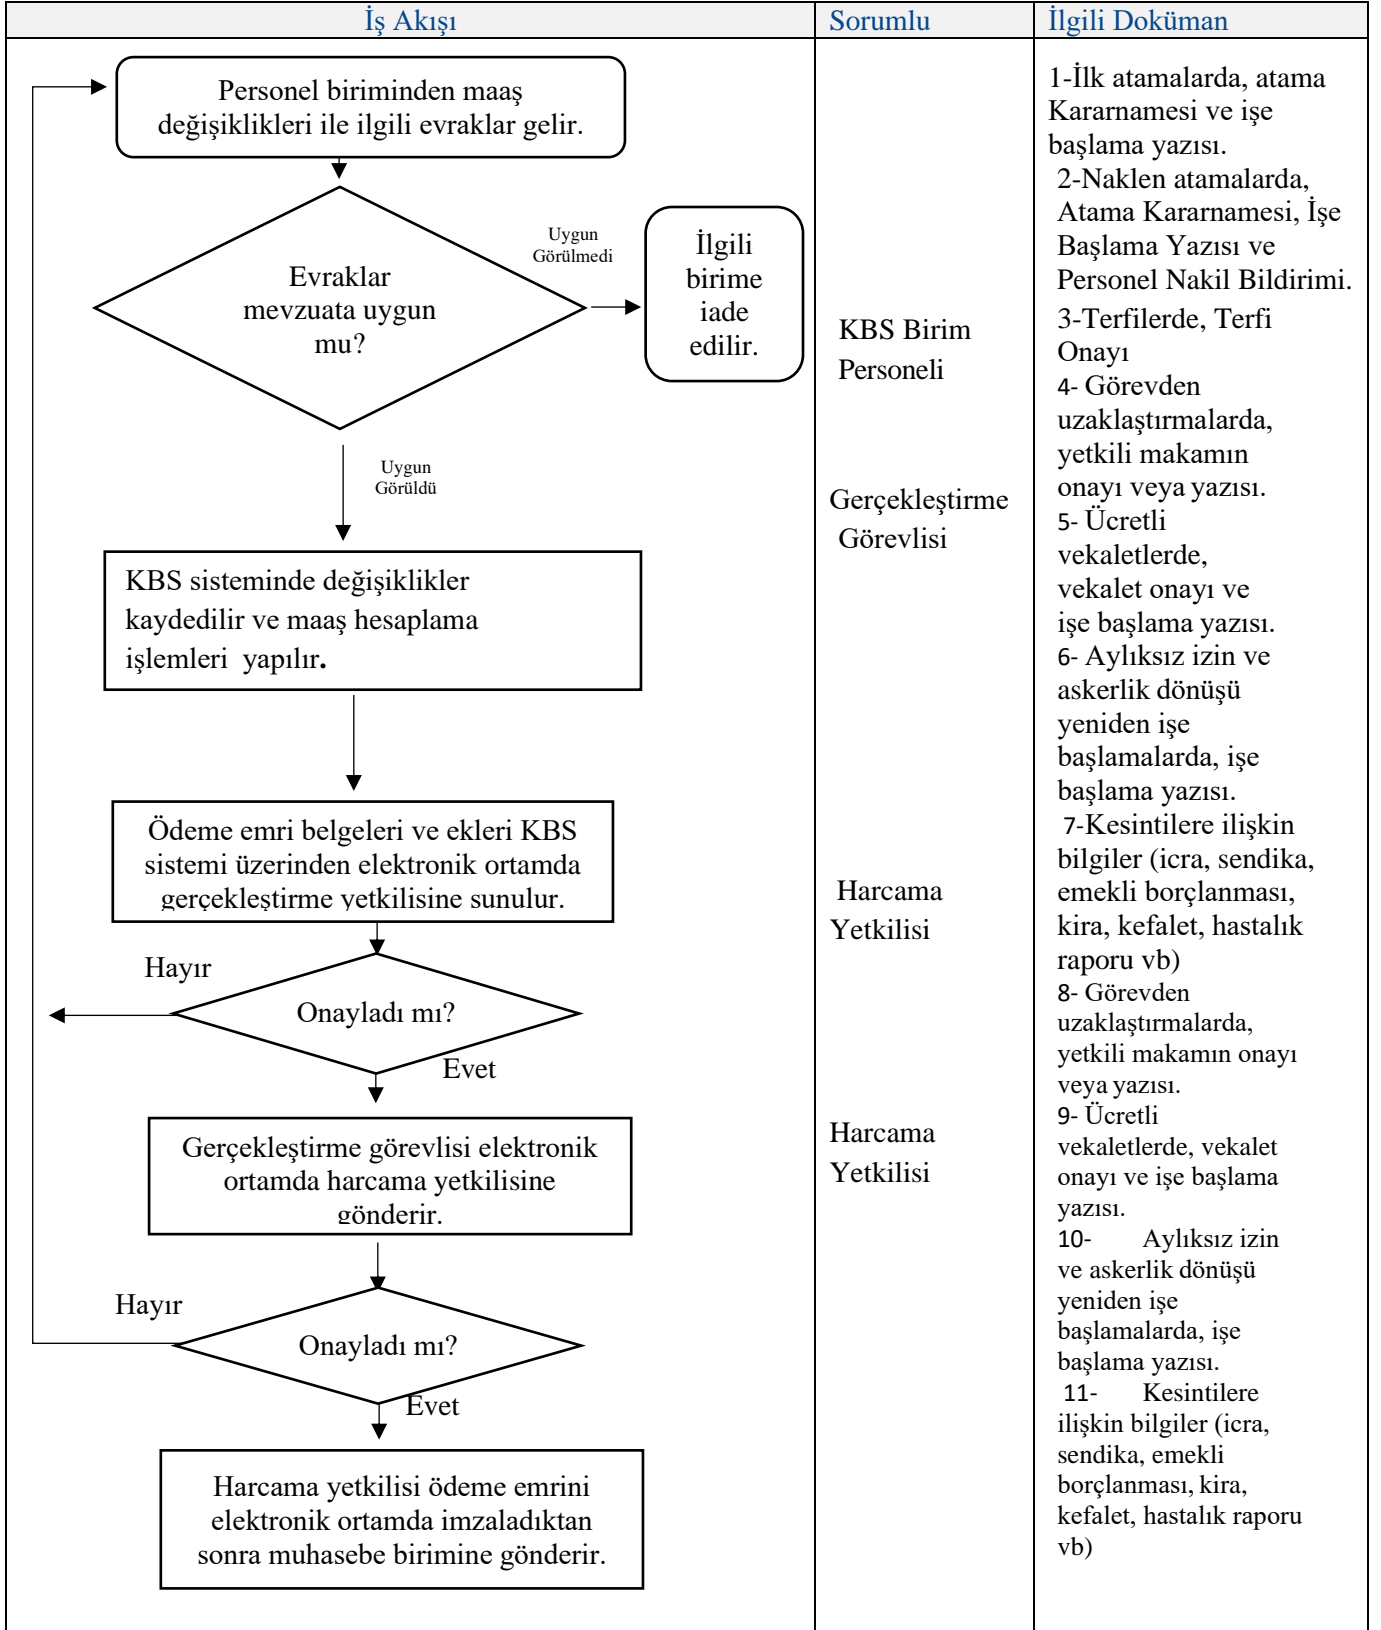 İş Akışı
Sorumlu
İlgili Doküman
Personel biriminden maaş
değişiklikleri ile ilgili evraklar gelir.
Evraklar
mevzuata uygun
mu?
Uygun
Görülmedi
İlgili
birime
iade
edilir.
Uygun
Görüldü
KBS sisteminde değişiklikler
kaydedilir ve maaş hesaplama
işlemleri  yapılır.
Ödeme emri belgeleri ve ekleri KBS
sistemi üzerinden elektronik ortamda
gerçekleştirme yetkilisine sunulur.
Hayır
Onayladı mı?
Evet
Gerçekleştirme görevlisi elektronik
ortamda harcama yetkilisine
gönderir.
Hayır
Onayladı mı?
Evet
Harcama yetkilisi ödeme emrini
elektronik ortamda imzaladıktan
sonra muhasebe birimine gönderir.
KBS Birim
Personeli
Gerçekleştirme
Görevlisi
Harcama
Yetkilisi
Harcama
Yetkilisi
1-İlk atamalarda, atama
Kararnamesi ve işe
başlama yazısı.
2-Naklen atamalarda,
Atama Kararnamesi, İşe
Başlama Yazısı ve
Personel Nakil Bildirimi.
3-Terfilerde, Terfi
Onayı
4- Görevden
uzaklaştırmalarda,
yetkili makamın
onayı veya yazısı.
5- Ücretli
vekaletlerde,
vekalet onayı ve
işe başlama yazısı.
6- Aylıksız izin ve
askerlik dönüşü
yeniden işe
başlamalarda, işe
başlama yazısı.
7-Kesintilere ilişkin
bilgiler (icra, sendika,
emekli borçlanması,
kira, kefalet, hastalık
raporu vb)
8- Görevden
uzaklaştırmalarda,
yetkili makamın onayı
veya yazısı.
9- Ücretli
vekaletlerde, vekalet
onayı ve işe başlama
yazısı.
10- Aylıksız izin
ve askerlik dönüşü
yeniden işe
başlamalarda, işe
başlama yazısı.
11- Kesintilere
ilişkin bilgiler (icra,
sendika, emekli
borçlanması, kira,
kefalet, hastalık raporu
vb)